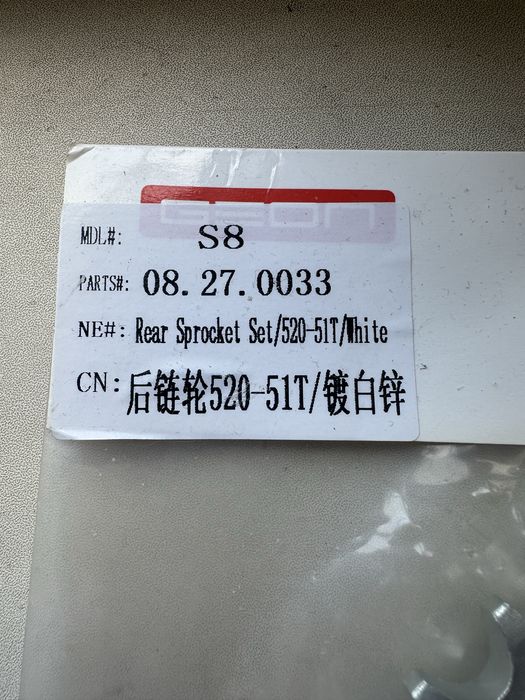 GEON
MDL#: S8
PARTS#: 08.27.0033
NE#: Rear Sprocket Set/520-51T/White
CN: 后链轮520-51T/镀白锌